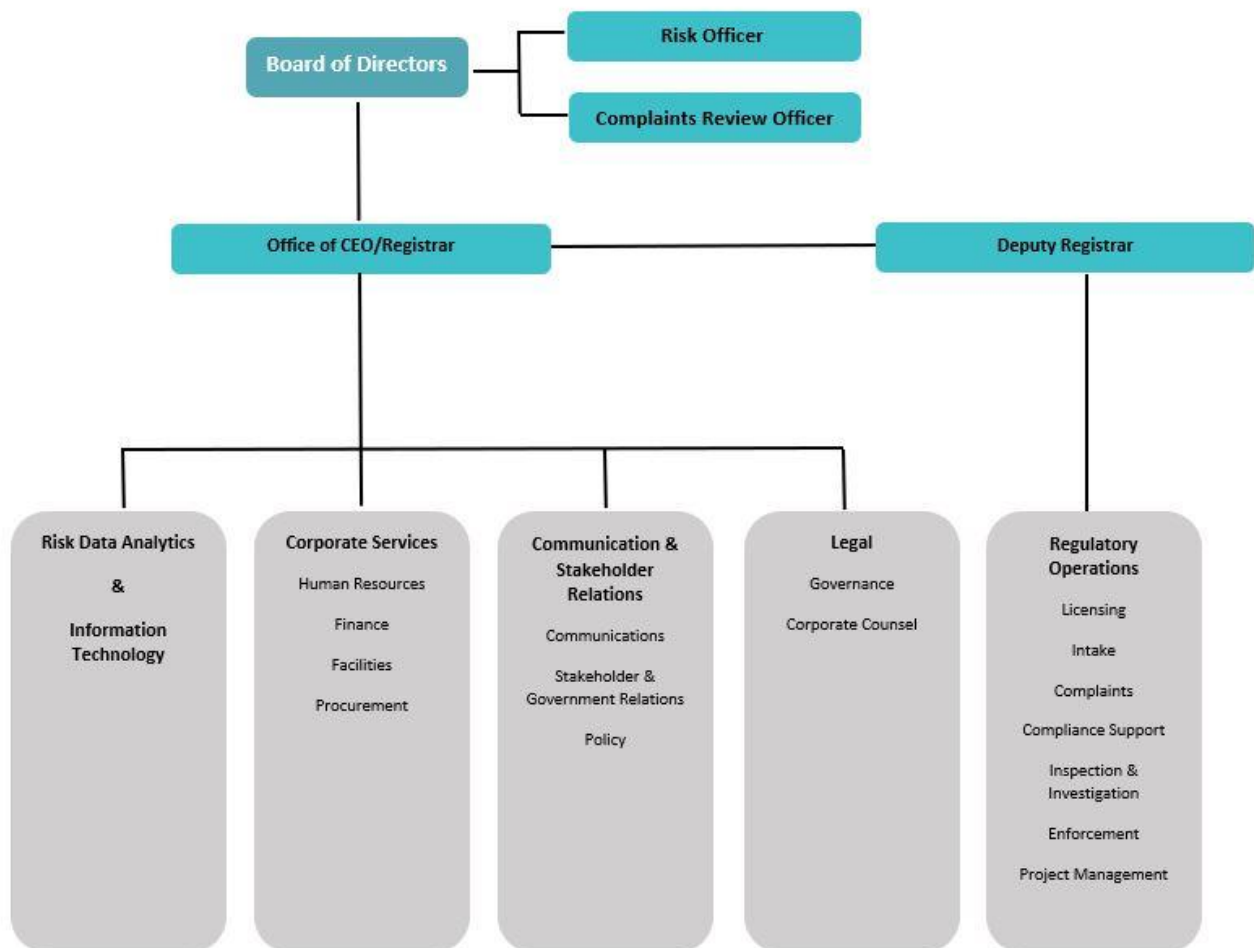 Board of Directors
Risk Officer
Complaints Review Officer
Office of CEO/Registrar
Deputy Registrar
Risk Data Analytics
&
Information
Technology
Corporate Services
Human Resources
Finance
Facilities
Procurement
Communication &
Stakeholder
Relations
Communications
Stakeholder &
Government Relations
Policy
Legal
Governance
Corporate Counsel
Regulatory
Operations
Licensing
Intake
Complaints
Compliance Support
Inspection &
Investigation
Enforcement
Project Management